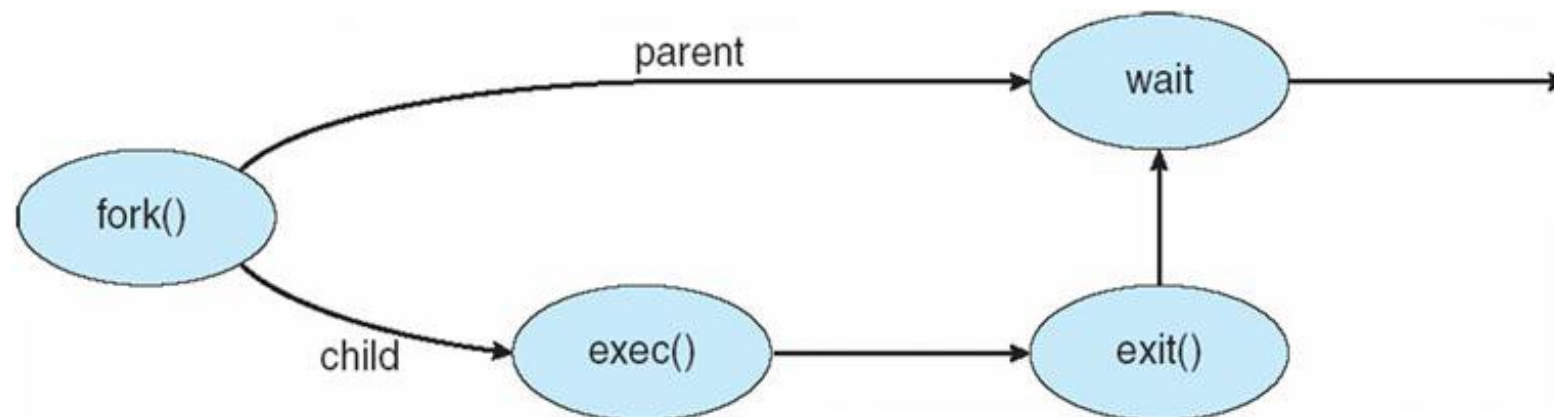 parent
wait
fork()
child
exec()
exit()